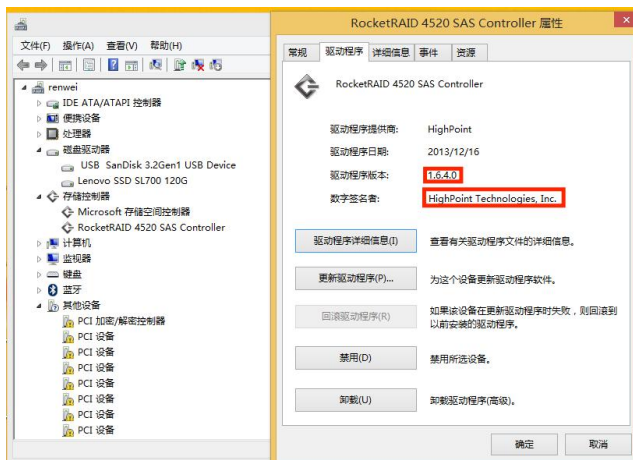 文件(F) 操作(A) 查看(V) 帮助(H)
renwei
IDE ATA/ATAPI 控制器
便携设备
处理器
磁盘驱动器
USB SanDisk 3.2Gen1 USB Device
Lenovo SSD SL700 120G
存储控制器
Microsoft 存储空间控制器
RocketRAID 4520 SAS Controller
计算机
监视器
键盘
蓝牙
其他设备
PCI 加密/解密控制器
PCI 设备
PCI 设备
PCI 设备
PCI 设备
PCI 设备
PCI 设备
RocketRAID 4520 SAS Controller 属性
常规 驱动程序 详细信息 事件 资源
RocketRAID 4520 SAS Controller
驱动程序提供商: HighPoint
驱动程序日期: 2013/12/16
驱动程序版本: 1.6.4.0
数字签名者: HighPoint Technologies, Inc.
驱动程序详细信息(I) 查看有关驱动程序文件的详细信息。
更新驱动程序(P)... 为这个设备更新驱动程序软件。
回滚驱动程序(R) 如果该设备在更新驱动程序时失败，则回滚到
以前安装的驱动程序。
禁用(D) 禁用所选设备。
卸载(U) 卸载驱动程序(高级)。
确定 取消